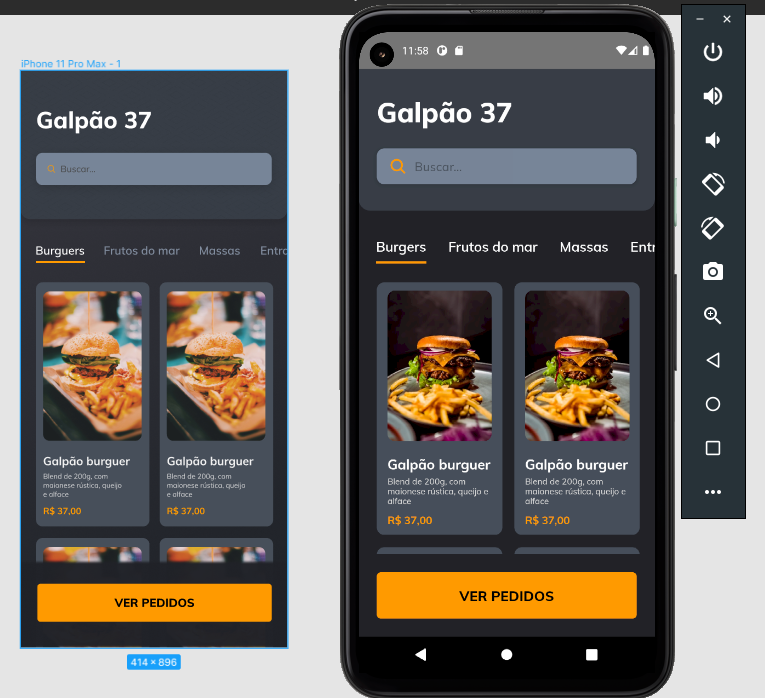 iPhone 11 Pro Max - 1
Galpão 37
Buscar...
Burguers Frutos do mar Massas Entra
Galpão burguer Galpão burguer
Blend de 200g, com Blend de 200g, com
maionese rústica, queijo maionese rústica, queijo
e alface e alface
R$ 37,00 R$ 37,00
VER PEDIDOS
414 × 896
11:58
Galpão 37
Buscar...
Burgers Frutos do mar Massas Entr
Galpão burguer Galpão burguer
Blend de 200g, com Blend de 200g, com
maionese rústica, queijo e maionese rústica, queijo e
alface alface
R$ 37,00 R$ 37,00
VER PEDIDOS